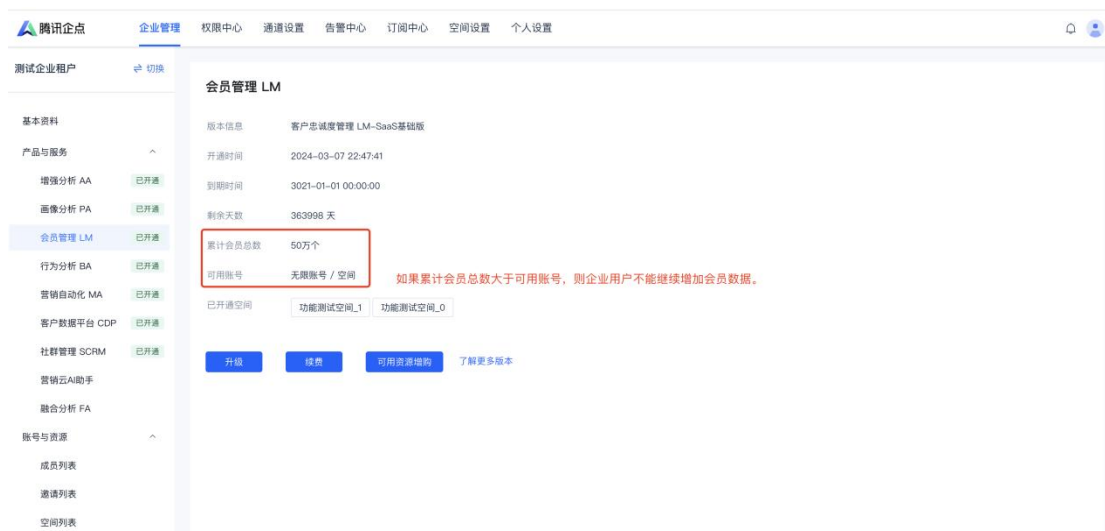 腾讯企点 企业管理 权限中心 通道设置 告警中心 订阅中心 空间设置 个人设置
测试企业租户 切换
基本资料
产品与服务
增强分析 AA 已开通
画像分析 PA 已开通
会员管理 LM 已开通
行为分析 BA 已开通
营销自动化 MA 已开通
客户数据平台 CDP 已开通
社群管理 SCRM 已开通
营销云AI助手
融合分析 FA
账号与资源
成员列表
邀请列表
空间列表
会员管理 LM
版本信息 客户忠诚度管理 LM-SaaS基础版
开通时间 2024-03-07 22:47:41
到期时间 3021-01-01 00:00:00
剩余天数 363998 天
累计会员总数 50万个
可用账号 无限账号 / 空间
如果累计会员总数大于可用账号，则企业用户不能继续增加会员数据。
已开通空间 功能测试空间_1 功能测试空间_0
升级 续费 可用资源增购 了解更多版本